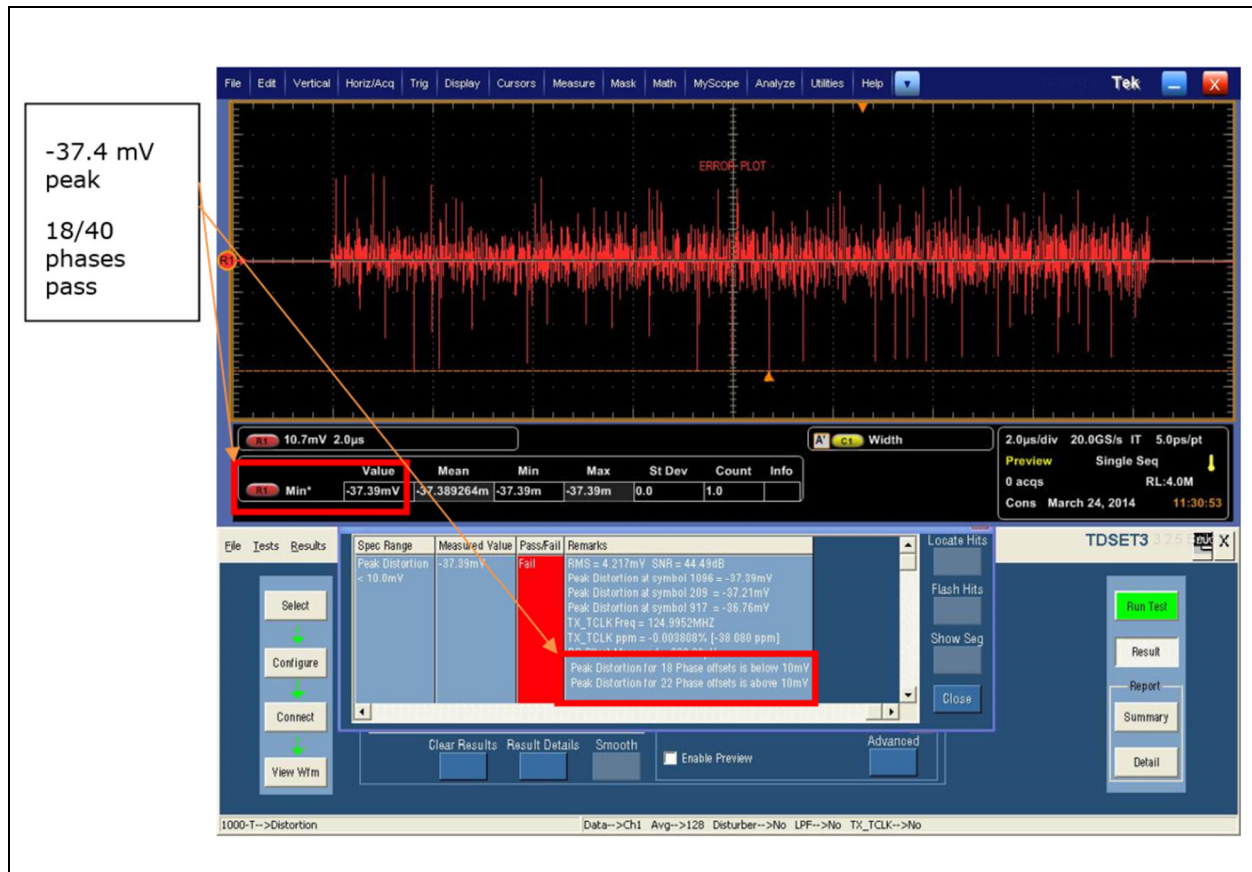 -37.4 mV
peak
18/40
phases
pass
File Edit Vertical Horiz/Acq Trig Display Cursors Measure Mask Math MyScope Analyze Utilities Help Tek X
ERROR PLOT
R1
R1 10.7mV 2.0µs
A' C1 Width
2.0µs/div 20.0GS/s IT 5.0ps/pt
Preview Single Seq
0 acqs RL:4.0M
Cons March 24, 2014 11:30:53
Value Mean Min Max St Dev Count Info
R1 Min* -37.39mV -37.389264m -37.39m -37.39m 0.0 1.0
File Tests Results
TDSET3 X
Spec Range Measured Value Pass/Fail Remarks
Peak Distortion -37.39mV Fail RMS = 4.217mV SNR = 44.49dB
< 10.0mV Peak Distortion at symbol 1096 = -37.39mV
Peak Distortion at symbol 209 = -37.21mV
Peak Distortion at symbol 917 = -36.76mV
TX_TCLK Freq = 124.9952MHZ
TX_TCLK ppm = -0.003808% [-38.080 ppm]
Peak Distortion for 18 Phase offsets is below 10mV
Peak Distortion for 22 Phase offsets is above 10mV
Locate Hits
Flash Hits
Show Seg
Close
Select
Configure
Connect
View Wfm
Clear Results Result Details Smooth
Enable Preview
Advanced
Run Test
Result
Report
Summary
Detail
1000-T-->Distortion Data-->Ch1 Avg-->128 Disturber-->No LPF-->No TX_TCLK-->No